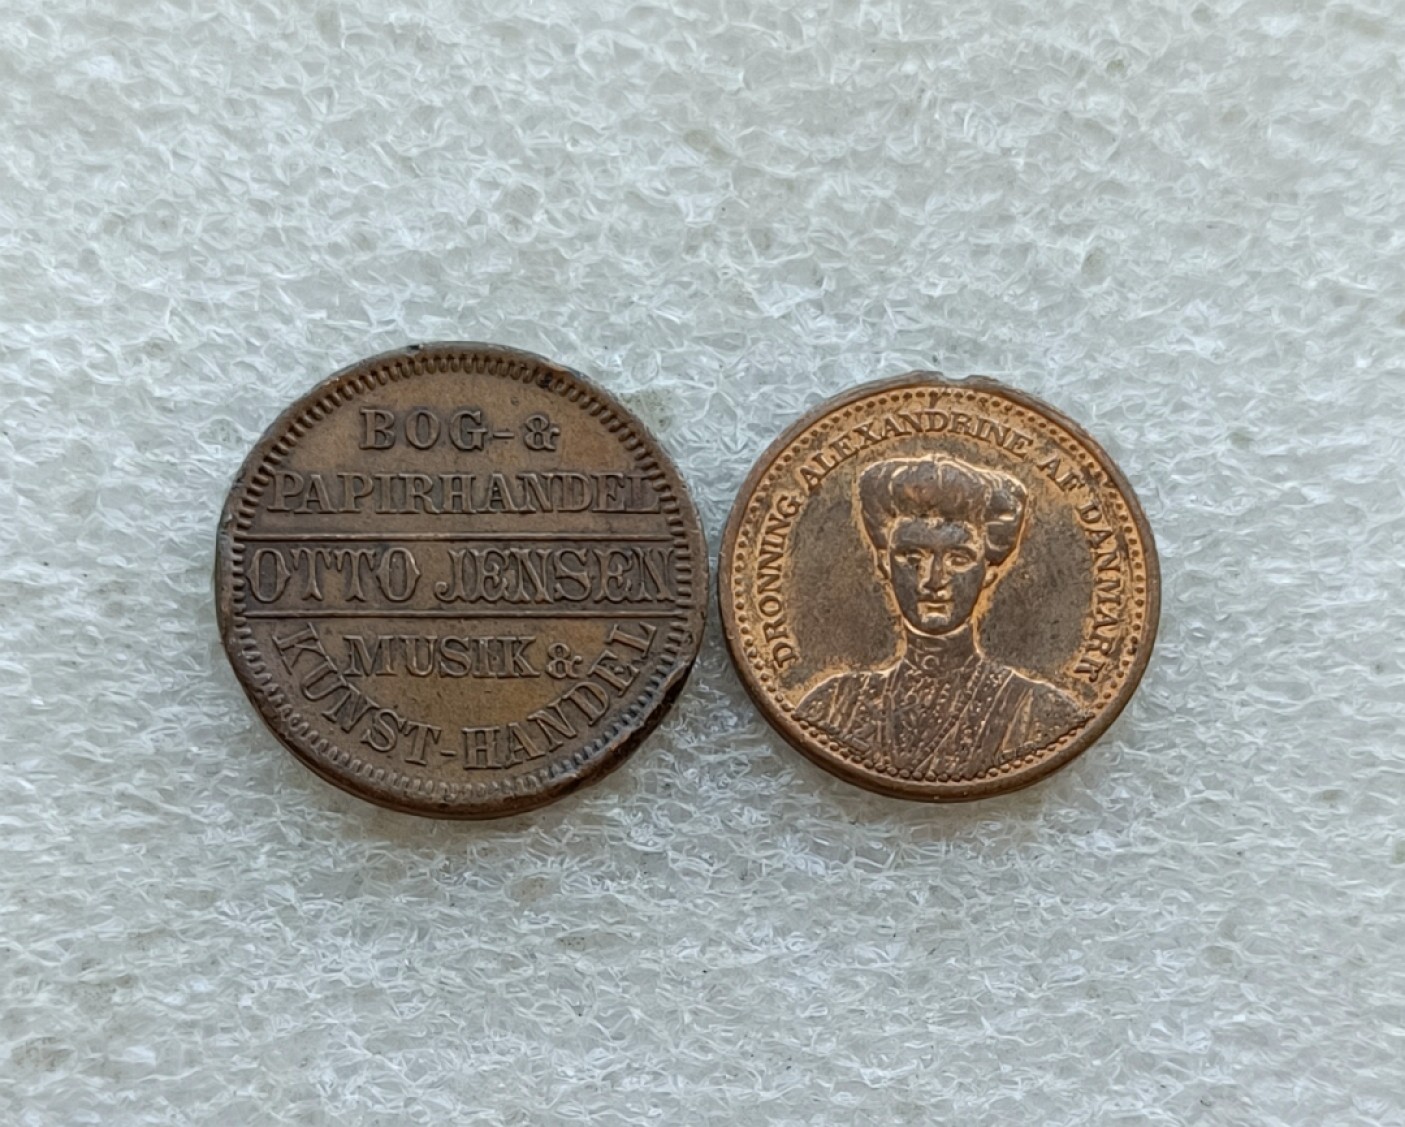 BOG-&
PAPIRHANDEL
OTTO JENSEN
MUSIK &
KUNST-HANDEL
DRONNING ALEXANDRINE AF DANMARK